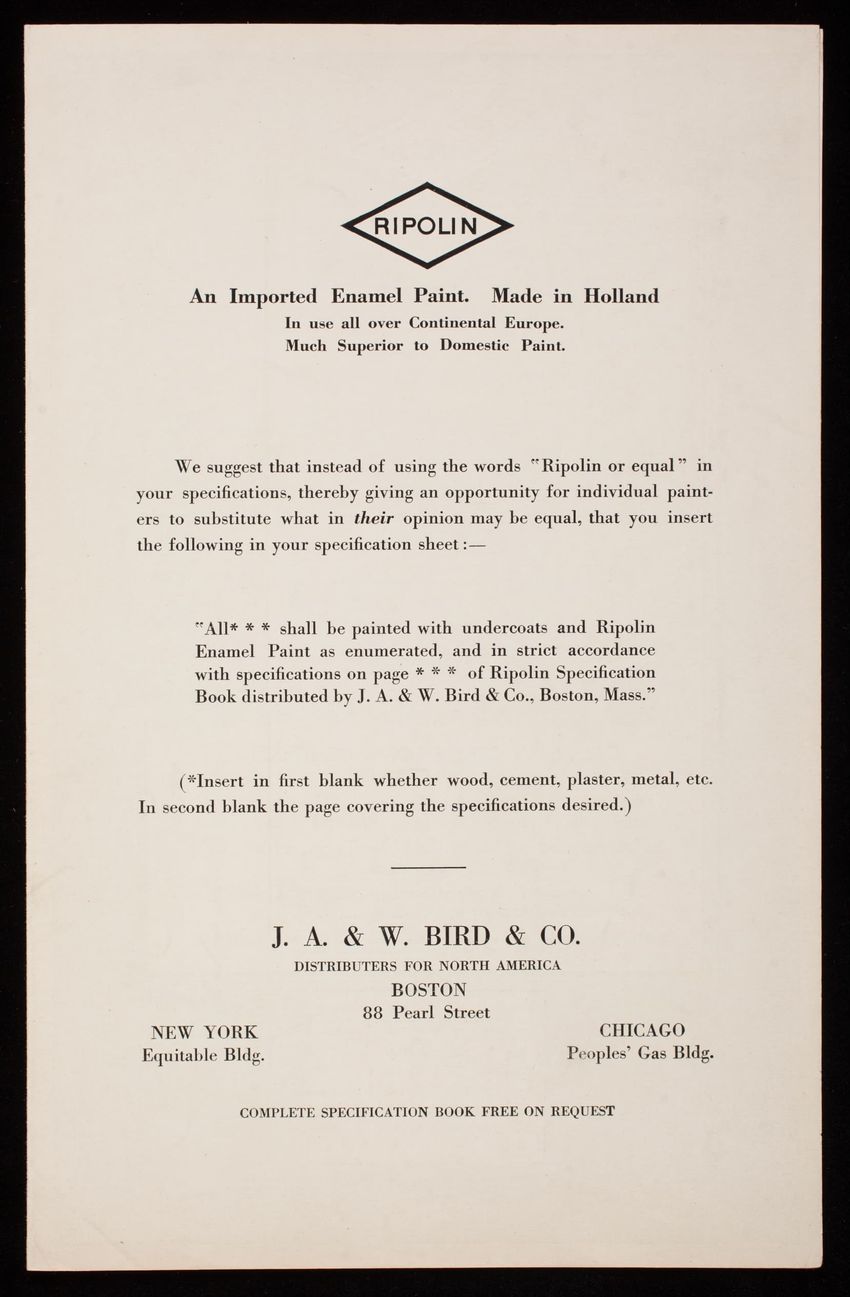 RIPOLIN
An Imported Enamel Paint. Made in Holland
In use all over Continental Europe.
Much Superior to Domestic Paint.
We suggest that instead of using the words "Ripolin or equal" in
your specifications, thereby giving an opportunity for individual paint-
ers to substitute what in their opinion may be equal, that you insert
the following in your specification sheet:—
"All* * * shall be painted with undercoats and Ripolin
Enamel Paint as enumerated, and in strict accordance
with specifications on page * * * of Ripolin Specification
Book distributed by J. A. & W. Bird & Co., Boston, Mass."
(*Insert in first blank whether wood, cement, plaster, metal, etc.
In second blank the page covering the specifications desired.)
J. A. & W. BIRD & CO.
DISTRIBUTERS FOR NORTH AMERICA
BOSTON
88 Pearl Street
NEW YORK
Equitable Bldg.
CHICAGO
Peoples' Gas Bldg.
COMPLETE SPECIFICATION BOOK FREE ON REQUEST